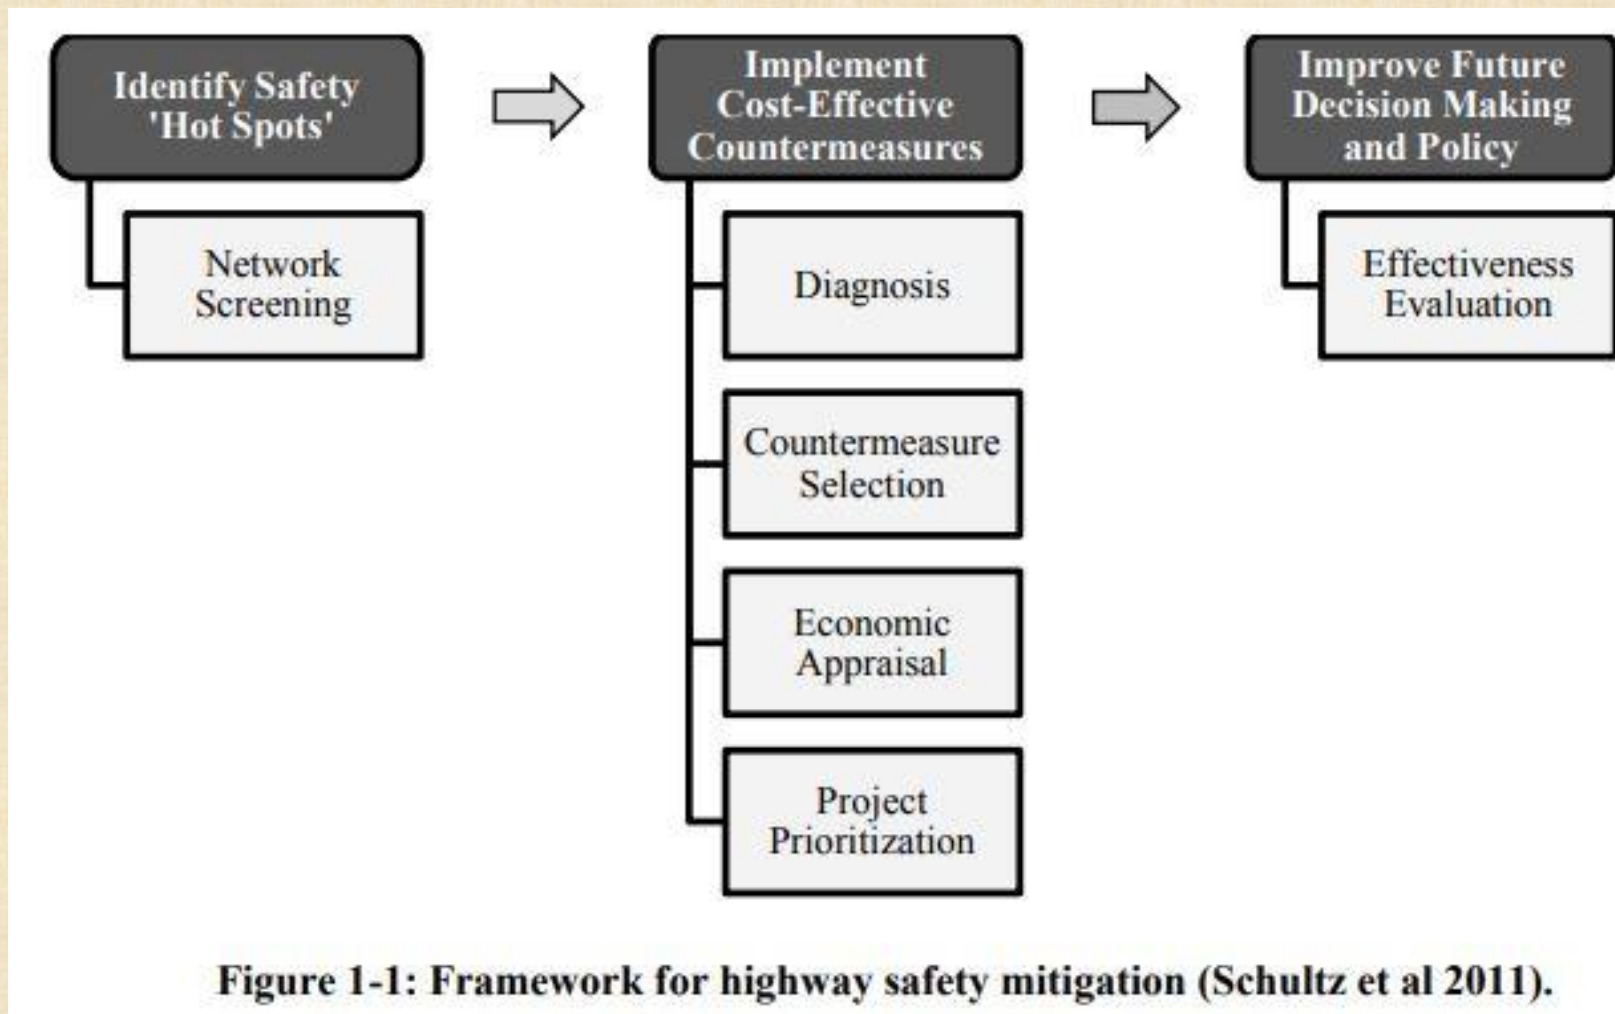 Identify Safety
'Hot Spots'
Network
Screening
Implement
Cost-Effective
Countermeasures
Diagnosis
Countermeasure
Selection
Economic
Appraisal
Project
Prioritization
Improve Future
Decision Making
and Policy
Effectiveness
Evaluation
Figure 1-1: Framework for highway safety mitigation (Schultz et al 2011).